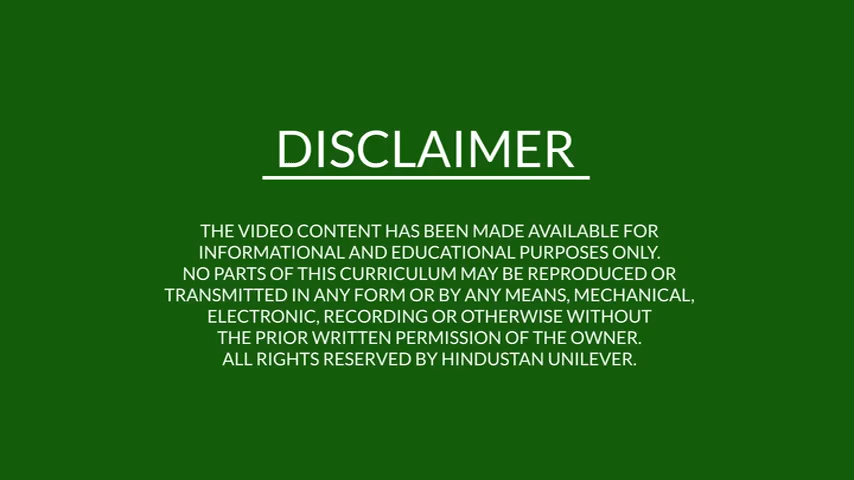 DISCLAIMER
THE VIDEO CONTENT HAS BEEN MADE AVAILABLE FOR
INFORMATIONAL AND EDUCATIONAL PURPOSES ONLY.
NO PARTS OF THIS CURRICULUM MAY BE REPRODUCED OR
TRANSMITTED IN ANY FORM OR BY ANY MEANS, MECHANICAL,
ELECTRONIC, RECORDING OR OTHERWISE WITHOUT
THE PRIOR WRITTEN PERMISSION OF THE OWNER.
ALL RIGHTS RESERVED BY HINDUSTAN UNILEVER.